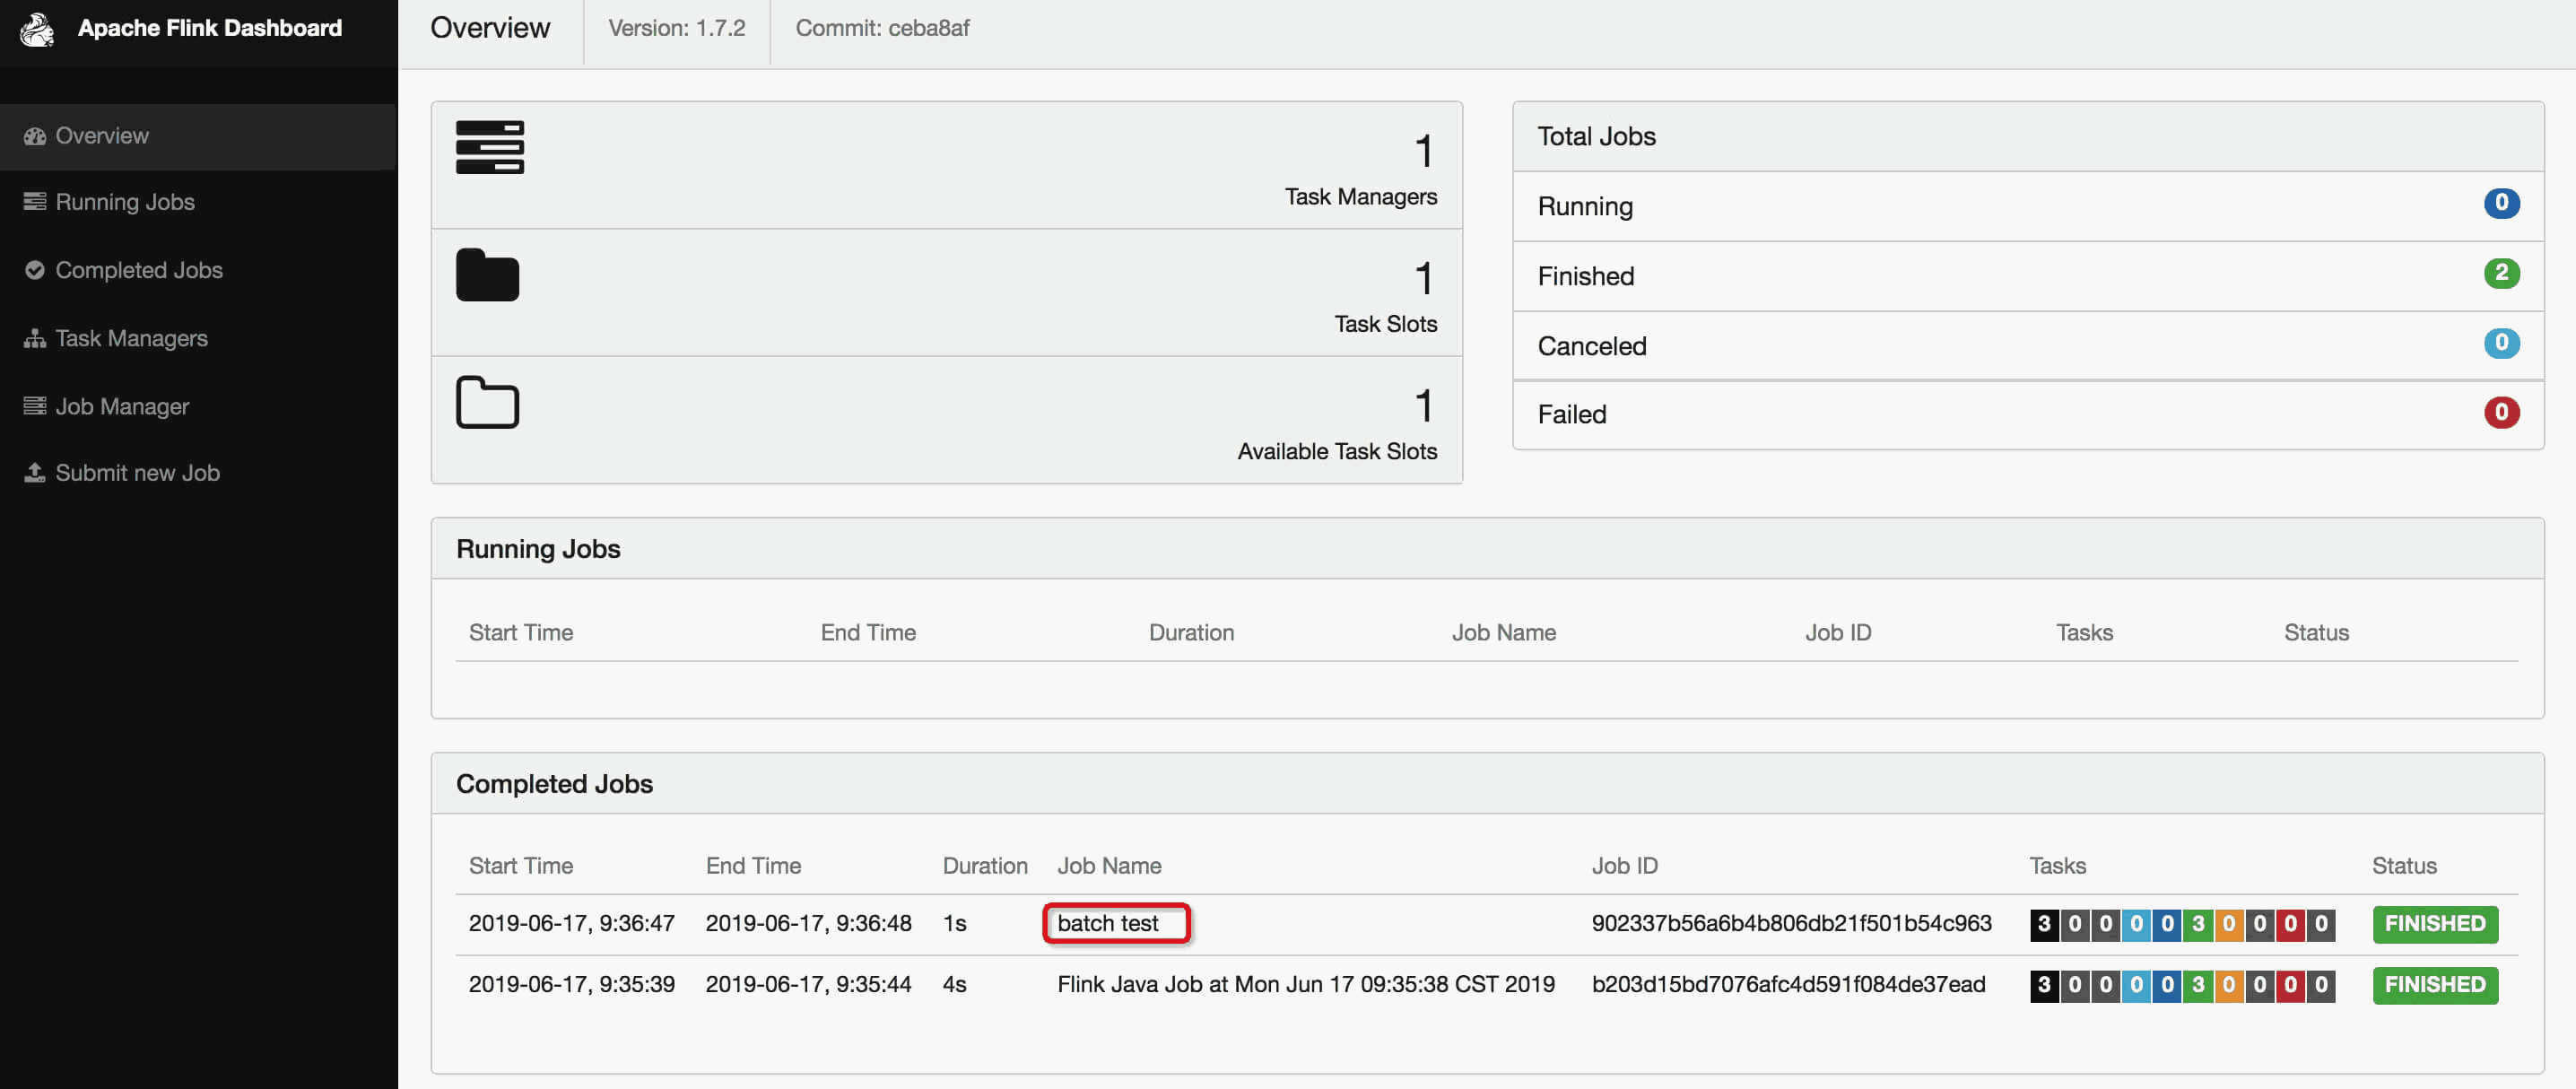 Apache Flink Dashboard
Overview
Running Jobs
Completed Jobs
Task Managers
Job Manager
Submit new Job
Overview Version: 1.7.2 Commit: ceba8af
1
Task Managers
1
Task Slots
1
Available Task Slots
Total Jobs
Running 0
Finished 2
Canceled 0
Failed 0
Running Jobs
Start Time End Time Duration Job Name Job ID Tasks Status
Completed Jobs
Start Time End Time Duration Job Name Job ID Tasks Status
2019-06-17, 9:36:47 2019-06-17, 9:36:48 1s batch test 902337b56a6b4b806db21f501b54c963 3 0 0 0 0 3 0 0 0 0 FINISHED
2019-06-17, 9:35:39 2019-06-17, 9:35:44 4s Flink Java Job at Mon Jun 17 09:35:38 CST 2019 b203d15bd7076afc4d591f084de37ead 3 0 0 0 0 3 0 0 0 0 FINISHED